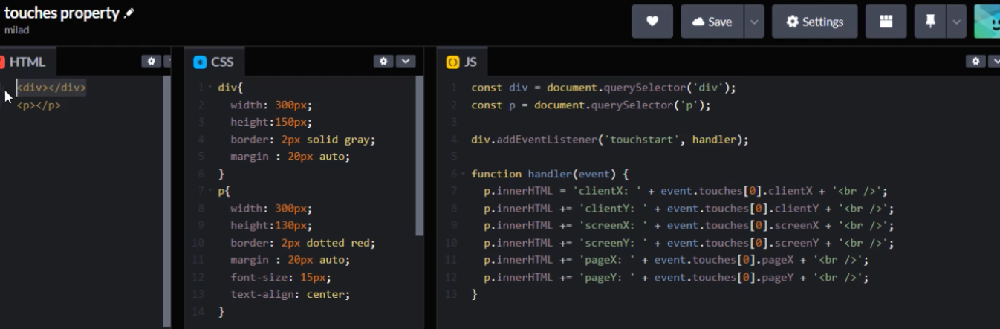 touches property
milad
Save
Settings
HTML
<div></div>
<p></p>
CSS
1 div{
2 width: 300px;
3 height:150px;
4 border: 2px solid gray;
5 margin : 20px auto;
6 }
7 p{
8 width: 300px;
9 height:130px;
10 border: 2px dotted red;
11 margin : 20px auto;
12 font-size: 15px;
13 text-align: center;
14 }
JS
1 const div = document.querySelector('div');
2 const p = document.querySelector('p');
3
4 div.addEventListener('touchstart', handler);
5
6 function handler(event) {
7 p.innerHTML = 'clientX: ' + event.touches[0].clientX + '<br />';
8 p.innerHTML += 'clientY: ' + event.touches[0].clientY + '<br />';
9 p.innerHTML += 'screenX: ' + event.touches[0].screenX + '<br />';
10 p.innerHTML += 'screenY: ' + event.touches[0].screenY + '<br />';
11 p.innerHTML += 'pageX: ' + event.touches[0].pageX + '<br />';
12 p.innerHTML += 'pageY: ' + event.touches[0].pageY + '<br />';
13 }